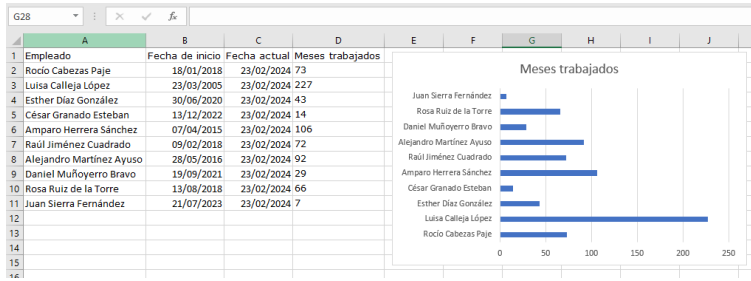 G28 fx
A B C D E F G H I J
1 Empleado Fecha de inicio Fecha actual Meses trabajados
2 Rocío Cabezas Paje 18/01/2018 23/02/2024 73
3 Luisa Calleja López 23/03/2005 23/02/2024 227
4 Esther Díaz González 30/06/2020 23/02/2024 43
5 César Granado Esteban 13/12/2022 23/02/2024 14
6 Amparo Herrera Sánchez 07/04/2015 23/02/2024 106
7 Raúl Jiménez Cuadrado 09/02/2018 23/02/2024 72
8 Alejandro Martínez Ayuso 28/05/2016 23/02/2024 92
9 Daniel Muñoyerro Bravo 19/09/2021 23/02/2024 29
10 Rosa Ruiz de la Torre 13/08/2018 23/02/2024 66
11 Juan Sierra Fernández 21/07/2023 23/02/2024 7
12
13
14
15
16
Meses trabajados
Juan Sierra Fernández
Rosa Ruiz de la Torre
Daniel Muñoyerro Bravo
Alejandro Martínez Ayuso
Raúl Jiménez Cuadrado
Amparo Herrera Sánchez
César Granado Esteban
Esther Díaz González
Luisa Calleja López
Rocío Cabezas Paje
0 50 100 150 200 250